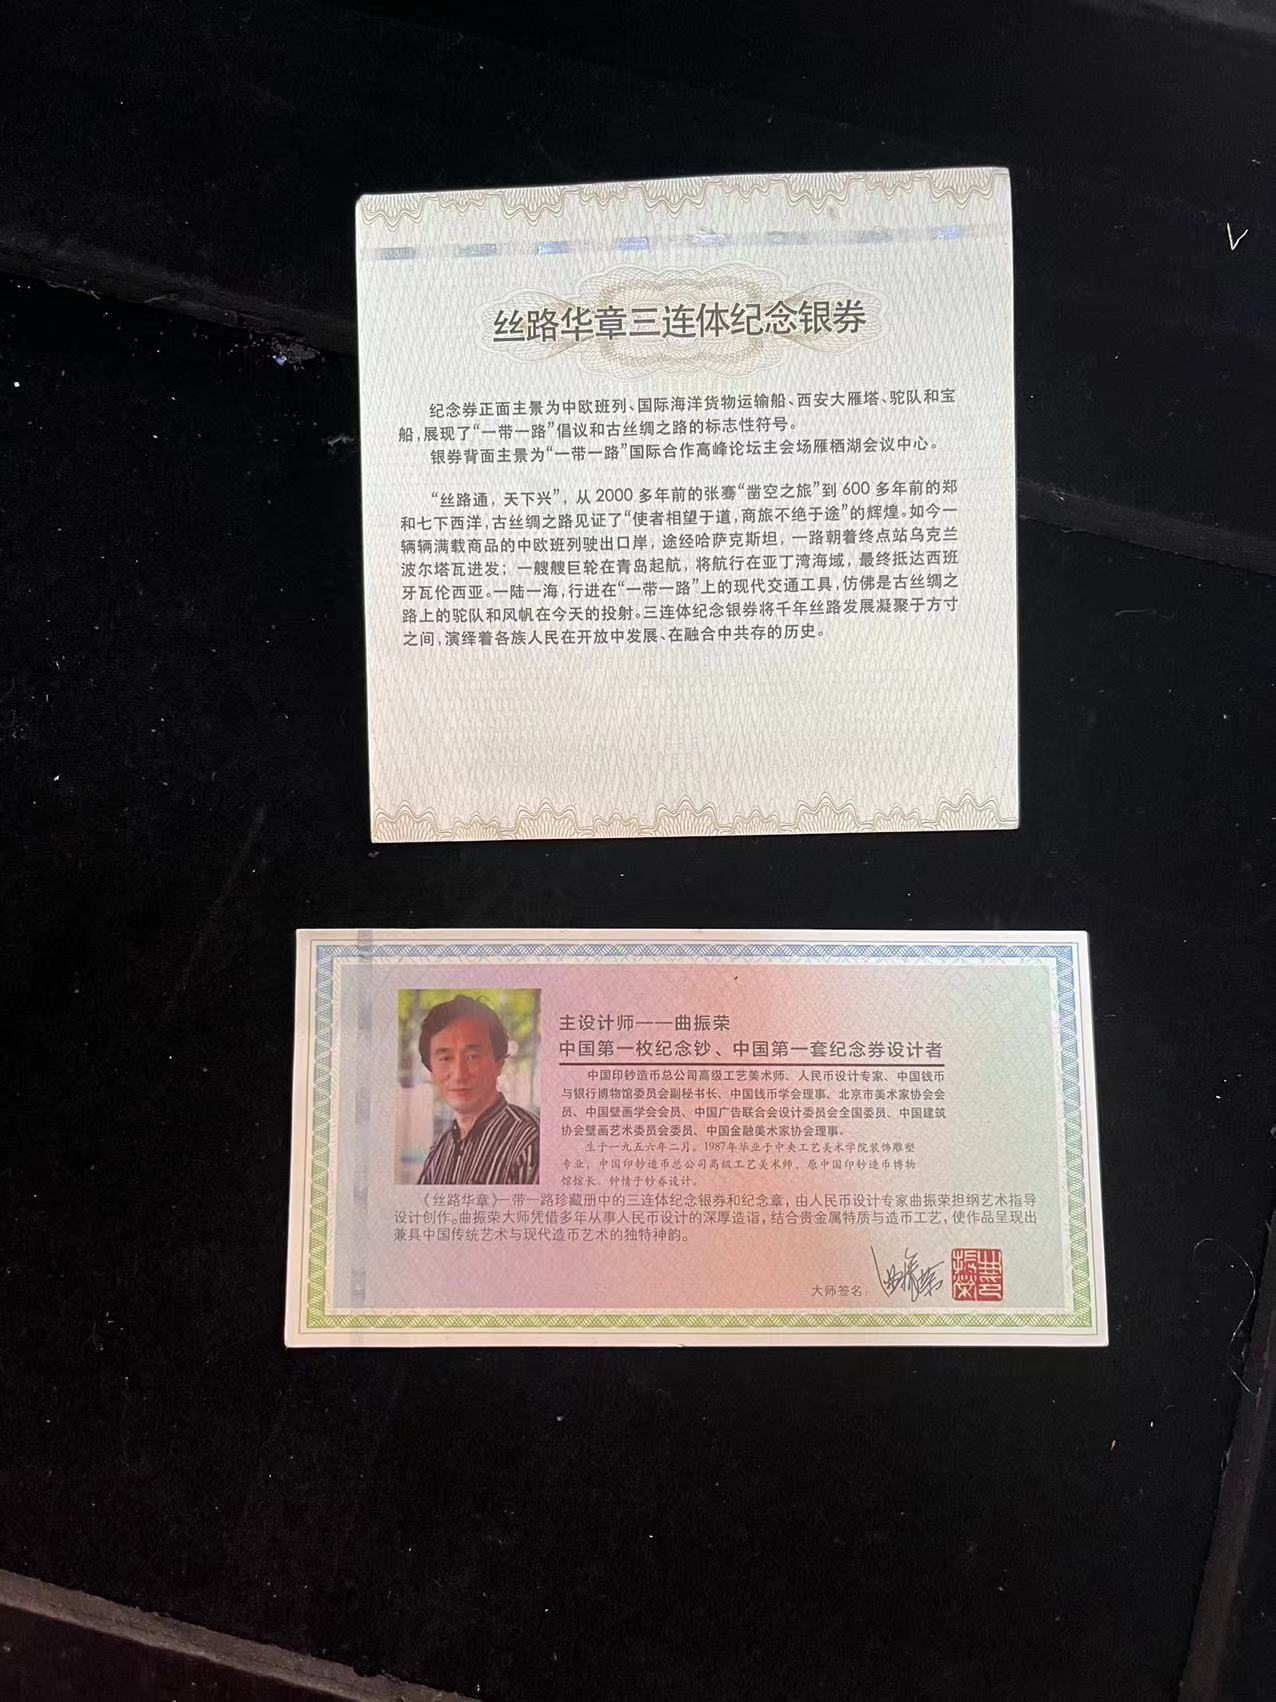 丝路华章三连体纪念银券
纪念券正面主景为中欧班列、国际海洋货物运输船、西安大雁塔、驼队和宝
船,展现了“一带一路”倡议和古丝绸之路的标志性符号。
银券背面主景为“一带一路”国际合作高峰论坛主会场雁栖湖会议中心。
“丝路通，天下兴”，从2000多年前的张骞“凿空之旅”到600多年前的郑
和七下西洋,古丝绸之路见证了“使者相望于道,商旅不绝于途”的辉煌。如今一
辆辆满载商品的中欧班列驶出口岸，途经哈萨克斯坦，一路朝着终点站乌克兰
波尔塔瓦进发；一艘艘巨轮在青岛起航，将航行在亚丁湾海域，最终抵达西班
牙瓦伦西亚。一陆一海,行进在“一带一路”上的现代交通工具,仿佛是古丝绸之
路上的驼队和风帆在今天的投射。三连体纪念银券将千年丝路发展凝聚于方寸
之间,演绎着各族人民在开放中发展、在融合中共存的历史。
主设计师——曲振荣
中国第一枚纪念钞、中国第一套纪念券设计者
中国印钞造币总公司高级工艺美术师、人民币设计专家、中国钱币
与银行博物馆委员会副秘书长、中国钱币学会理事、北京市美术家协会会
员、中国壁画学会会员、中国广告联合会设计委员会全国委员、中国建筑
协会壁画艺术委员会委员、中国金融美术家协会理事。
生于一九五六年二月。1987年毕业于中央工艺美术学院装饰雕塑
专业，中国印钞造币总公司高级工艺美术师，原中国印钞造币博物
馆馆长。钟情于钞券设计。
《丝路华章》一带一路珍藏册中的三连体纪念银券和纪念章，由人民币设计专家曲振荣担纲艺术指导
设计创作。曲振荣大师凭借多年从事人民币设计的深厚造诣，结合贵金属特质与造币工艺，使作品呈现出
兼具中国传统艺术与现代造币艺术的独特神韵。
大师签名：曲振荣